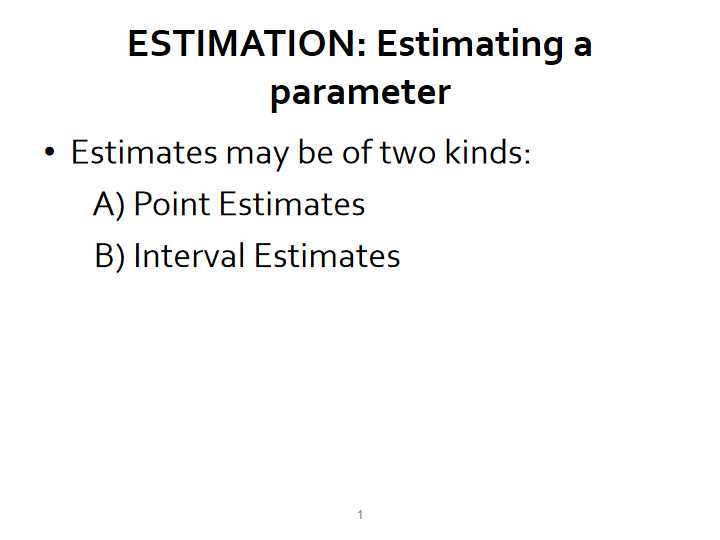 ESTIMATION: Estimating a
parameter
• Estimates may be of two kinds:
A) Point Estimates
B) Interval Estimates
1